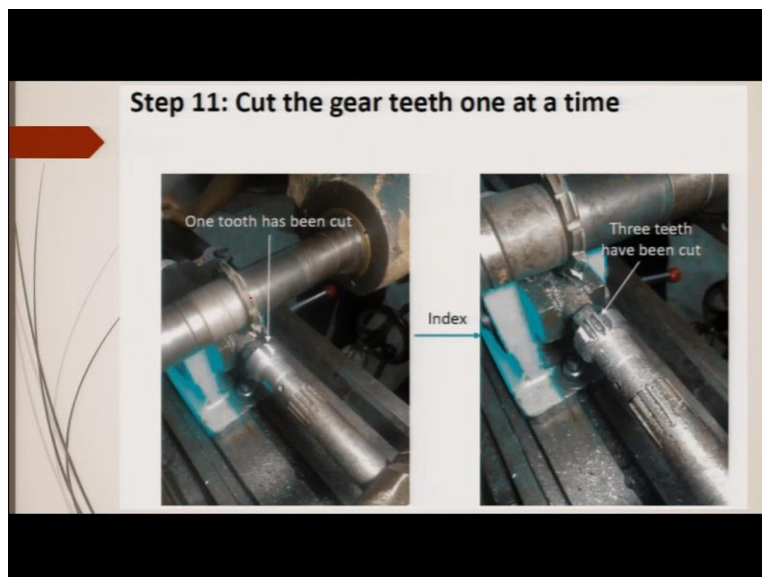 Step 11: Cut the gear teeth one at a time
One tooth has been cut
Index
Three teeth
have been cut